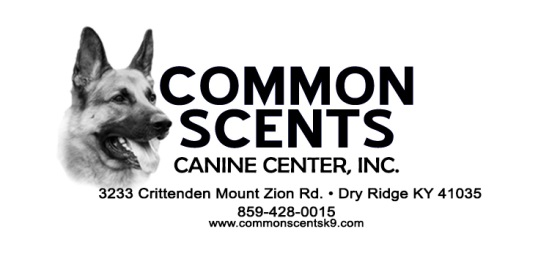 COMMON
SCENTS
CANINE CENTER, INC.
3233 Crittenden Mount Zion Rd. • Dry Ridge KY 41035
859-428-0015
www.commonscentsk9.com